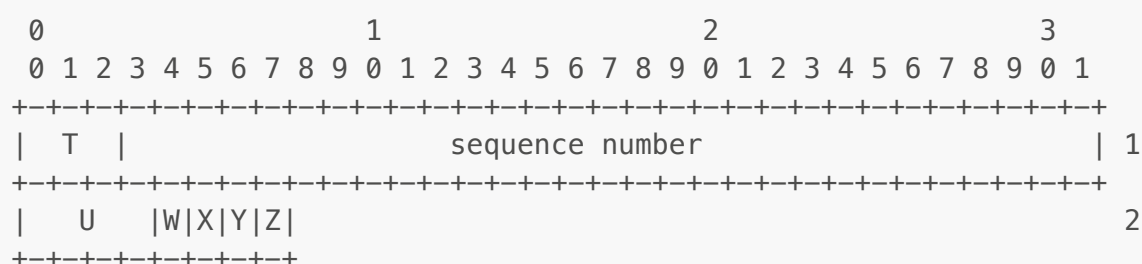 0                   1                   2                   3
 0 1 2 3 4 5 6 7 8 9 0 1 2 3 4 5 6 7 8 9 0 1 2 3 4 5 6 7 8 9 0 1
+-+-+-+-+-+-+-+-+-+-+-+-+-+-+-+-+-+-+-+-+-+-+-+-+-+-+-+-+-+-+-+-+
|  T  |                   sequence number                       | 1
+-+-+-+-+-+-+-+-+-+-+-+-+-+-+-+-+-+-+-+-+-+-+-+-+-+-+-+-+-+-+-+-+
|   U   |W|X|Y|Z|                                                 2
+-+-+-+-+-+-+-+-+